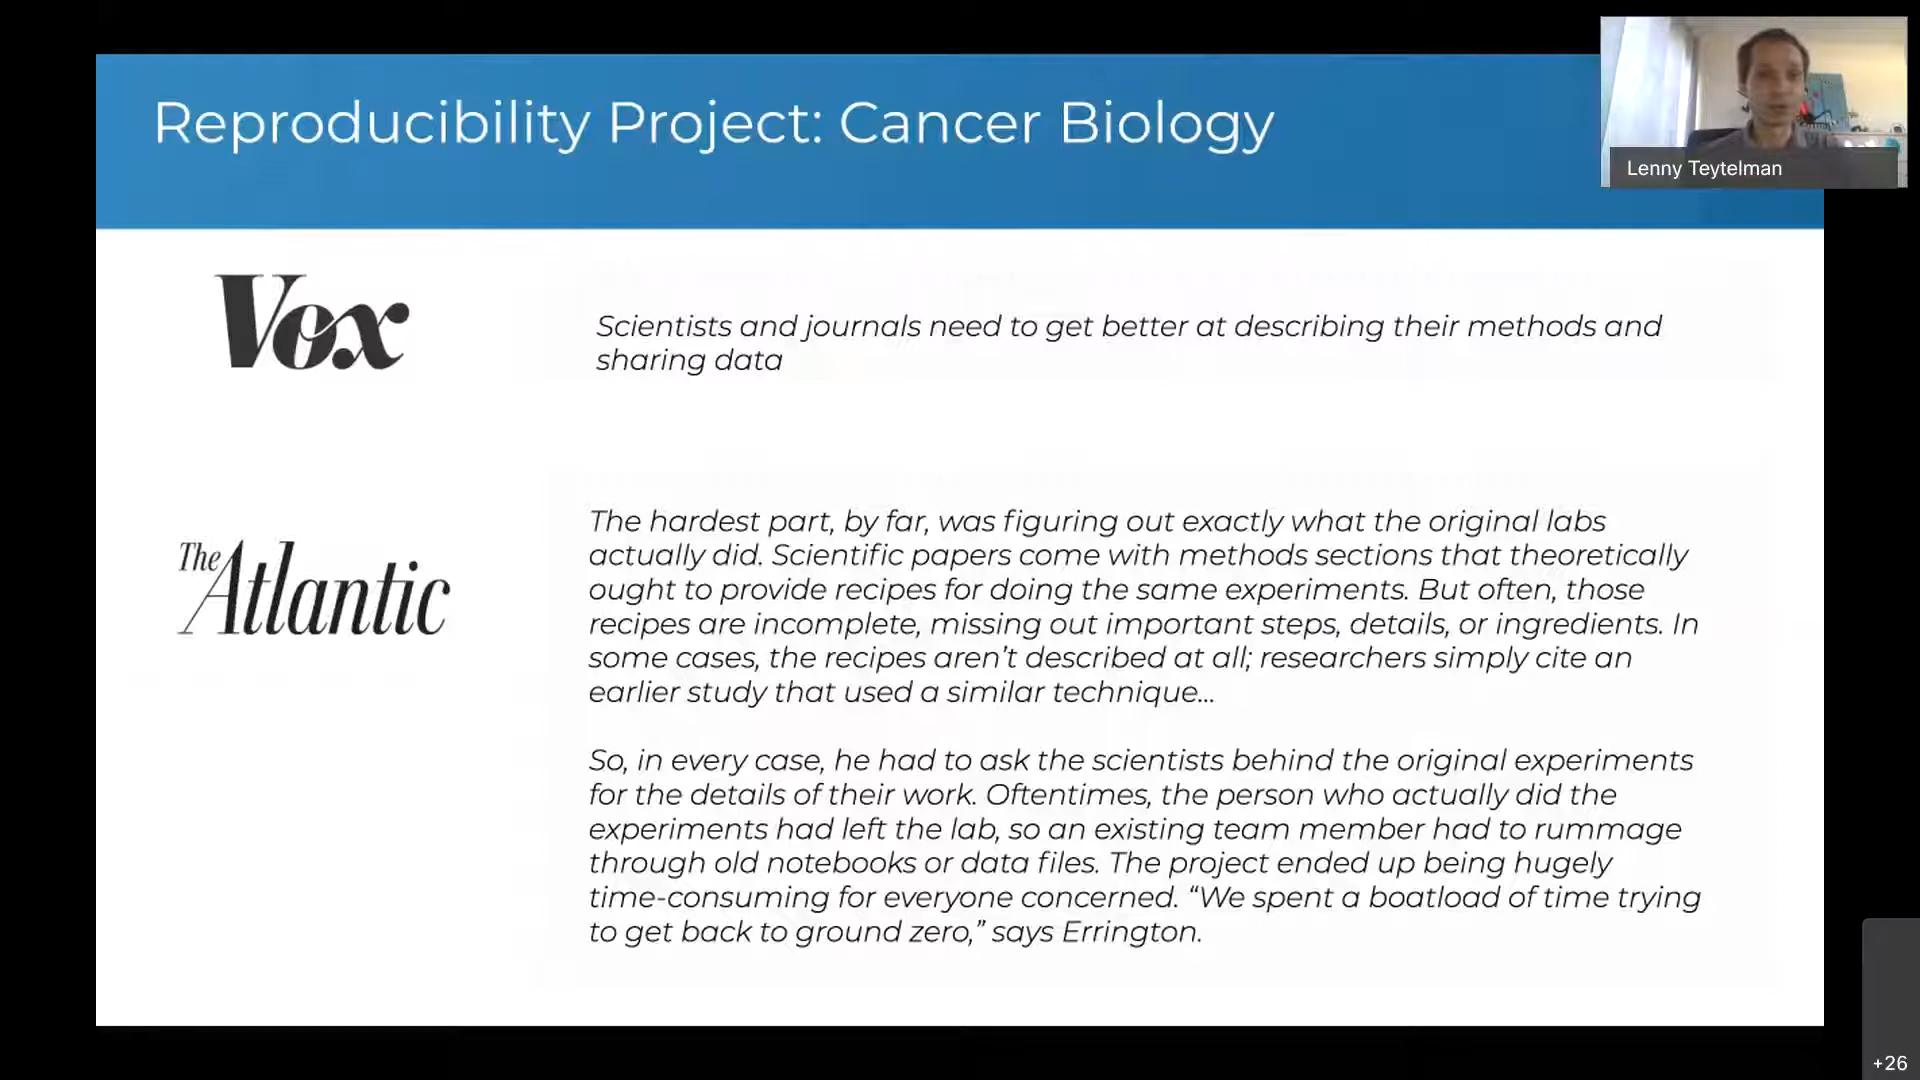 Reproducibility Project: Cancer Biology
Lenny Teytelman
Vox
Scientists and journals need to get better at describing their methods and
sharing data
The Atlantic
The hardest part, by far, was figuring out exactly what the original labs
actually did. Scientific papers come with methods sections that theoretically
ought to provide recipes for doing the same experiments. But often, those
recipes are incomplete, missing out important steps, details, or ingredients. In
some cases, the recipes aren’t described at all; researchers simply cite an
earlier study that used a similar technique...
So, in every case, he had to ask the scientists behind the original experiments
for the details of their work. Oftentimes, the person who actually did the
experiments had left the lab, so an existing team member had to rummage
through old notebooks or data files. The project ended up being hugely
time-consuming for everyone concerned. “We spent a boatload of time trying
to get back to ground zero,” says Errington.
+26